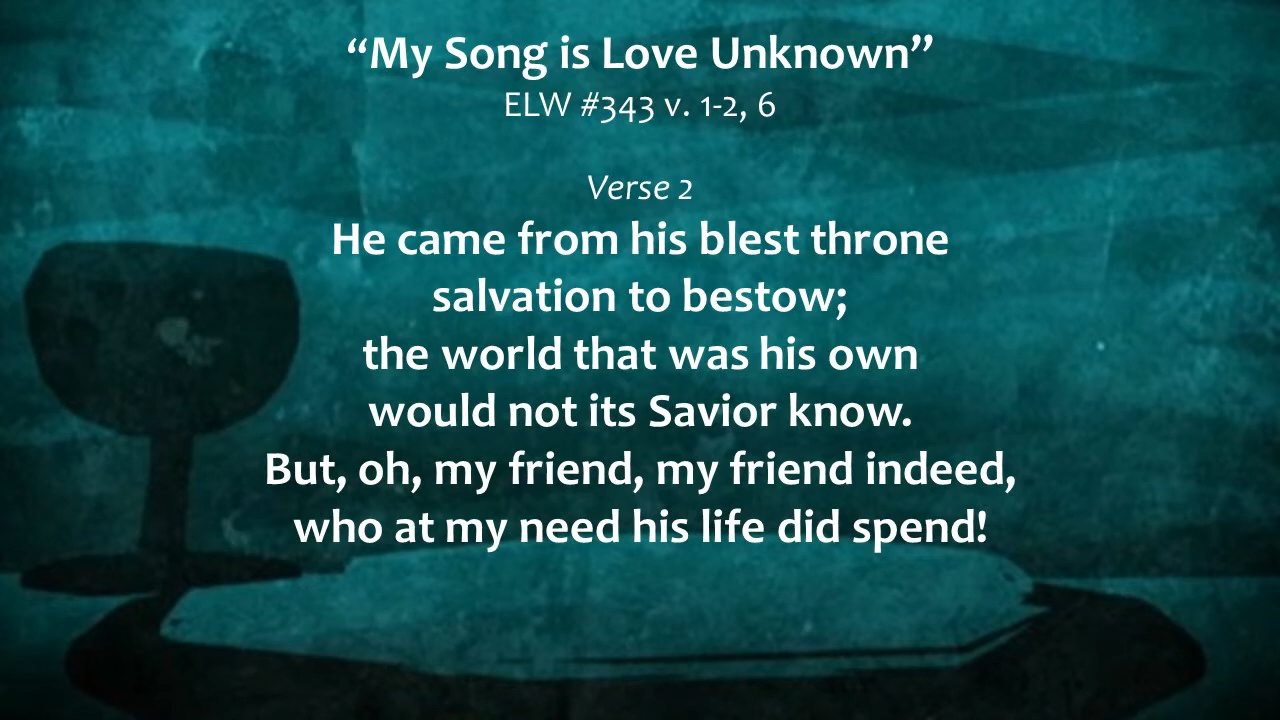 “My Song is Love Unknown”
ELW #343 v. 1-2, 6
Verse 2
He came from his blest throne
salvation to bestow;
the world that was his own
would not its Savior know.
But, oh, my friend, my friend indeed,
who at my need his life did spend!